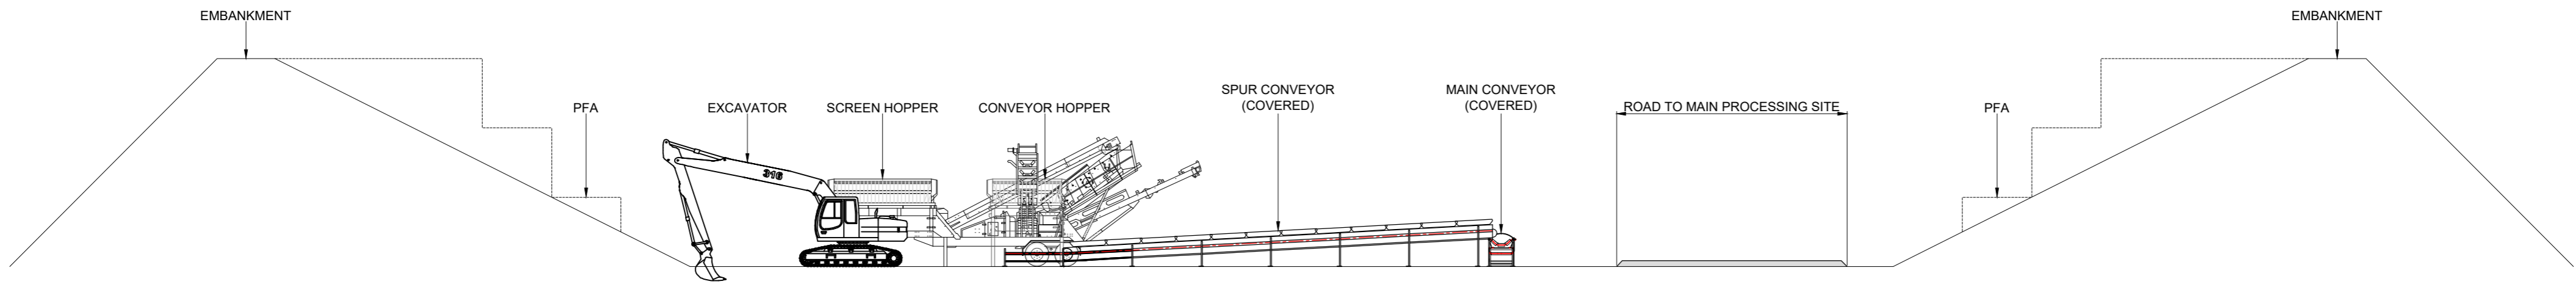 EMBANKMENT
EMBANKMENT
SPUR CONVEYOR
(COVERED)
MAIN CONVEYOR
(COVERED)
PFA
EXCAVATOR
SCREEN HOPPER
CONVEYOR HOPPER
ROAD TO MAIN PROCESSING SITE
PFA
316